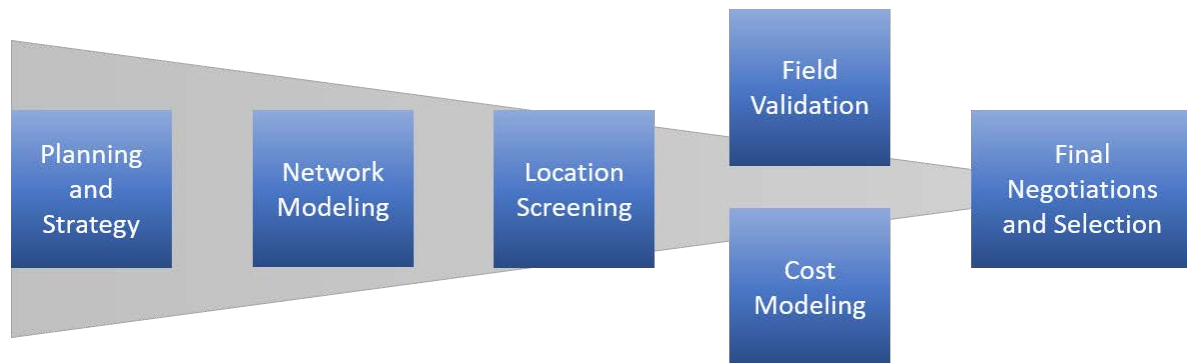 Planning
and
Strategy
Network
Modeling
Location
Screening
Field
Validation
Cost
Modeling
Final
Negotiations
and Selection